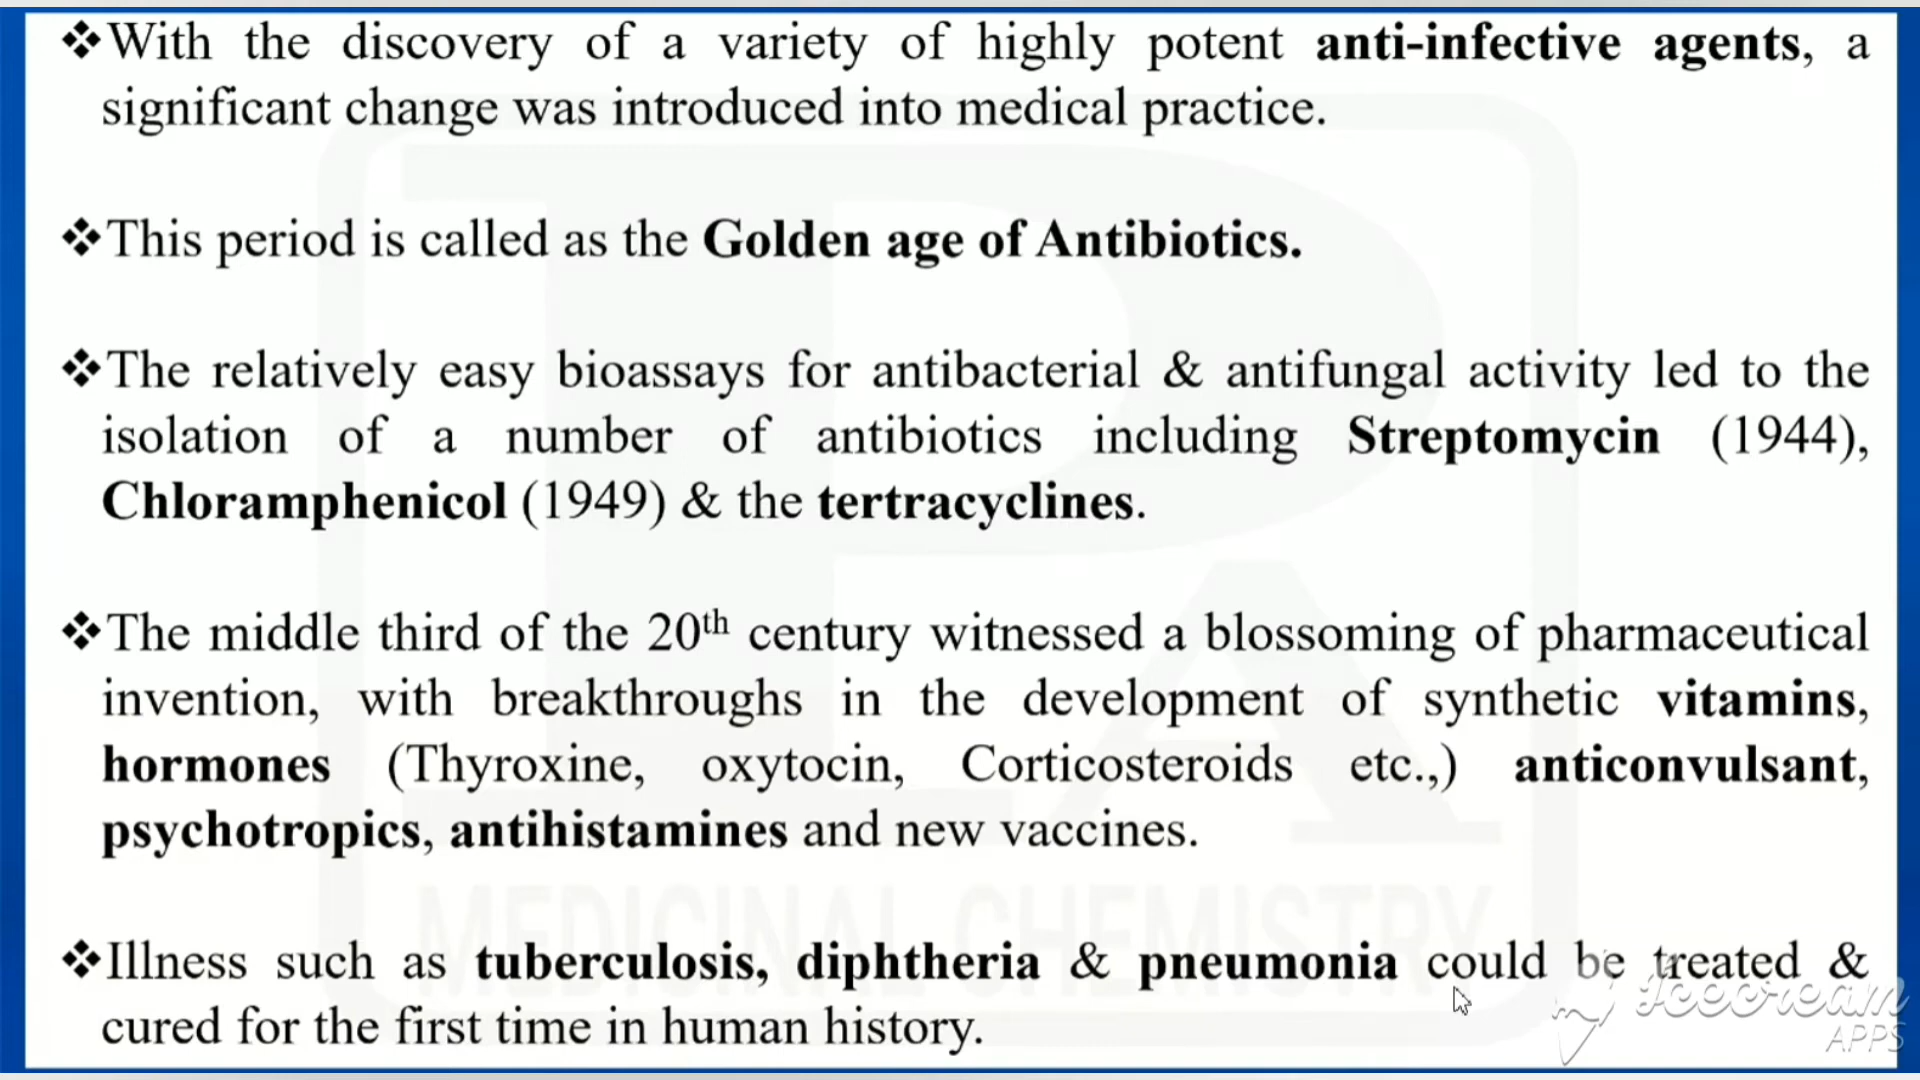 ❖With the discovery of a variety of highly potent anti-infective agents, a
significant change was introduced into medical practice.
❖This period is called as the Golden age of Antibiotics.
❖The relatively easy bioassays for antibacterial & antifungal activity led to the
isolation of a number of antibiotics including Streptomycin (1944),
Chloramphenicol (1949) & the tertracyclines.
❖The middle third of the 20th century witnessed a blossoming of pharmaceutical
invention, with breakthroughs in the development of synthetic vitamins,
hormones (Thyroxine, oxytocin, Corticosteroids etc.,) anticonvulsant,
psychotropics, antihistamines and new vaccines.
MEDICINAL CHEMISTRY
❖Illness such as tuberculosis, diphtheria & pneumonia could be treated &
cured for the first time in human history.
Icecream
APPS